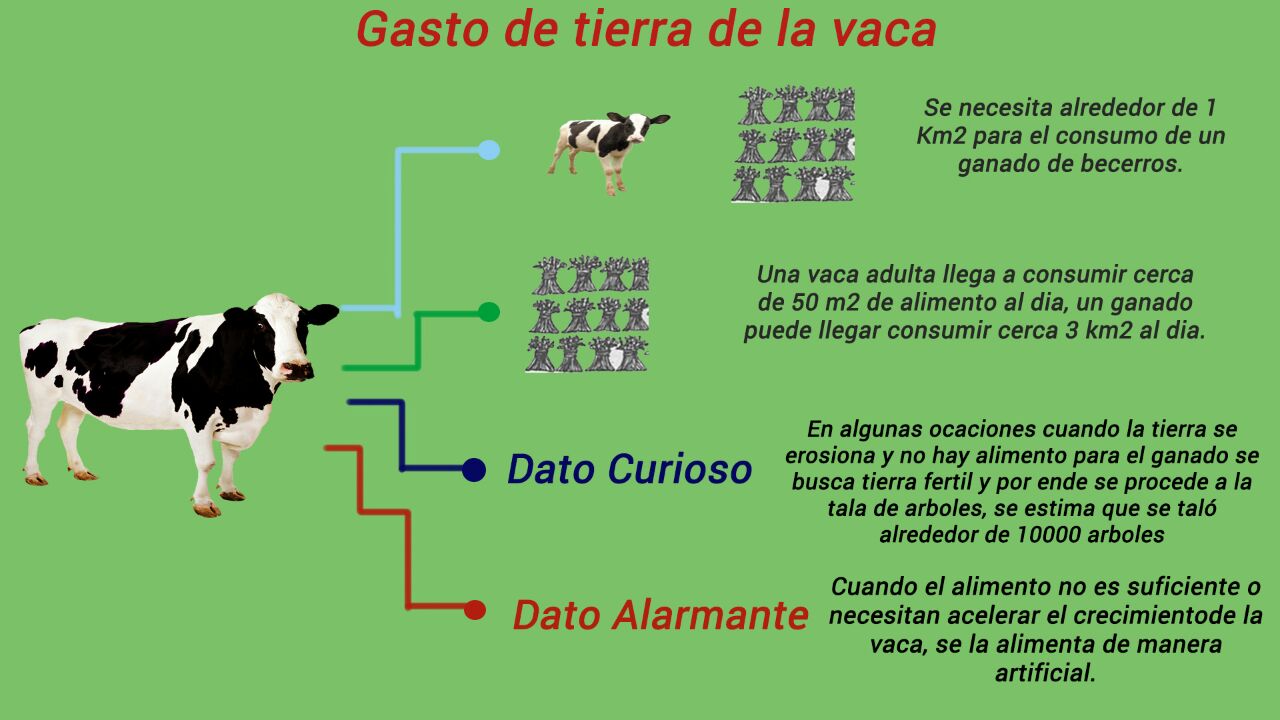 Gasto de tierra de la vaca
Se necesita alrededor de 1
Km2 para el consumo de un
ganado de becerros.
Una vaca adulta llega a consumir cerca
de 50 m2 de alimento al dia, un ganado
puede llegar consumir cerca 3 km2 al dia.
Dato Curioso
En algunas ocaciones cuando la tierra se
erosiona y no hay alimento para el ganado se
busca tierra fertil y por ende se procede a la
tala de arboles, se estima que se taló
alrededor de 10000 arboles
Dato Alarmante
Cuando el alimento no es suficiente o
necesitan acelerar el crecimientode la
vaca, se la alimenta de manera
artificial.